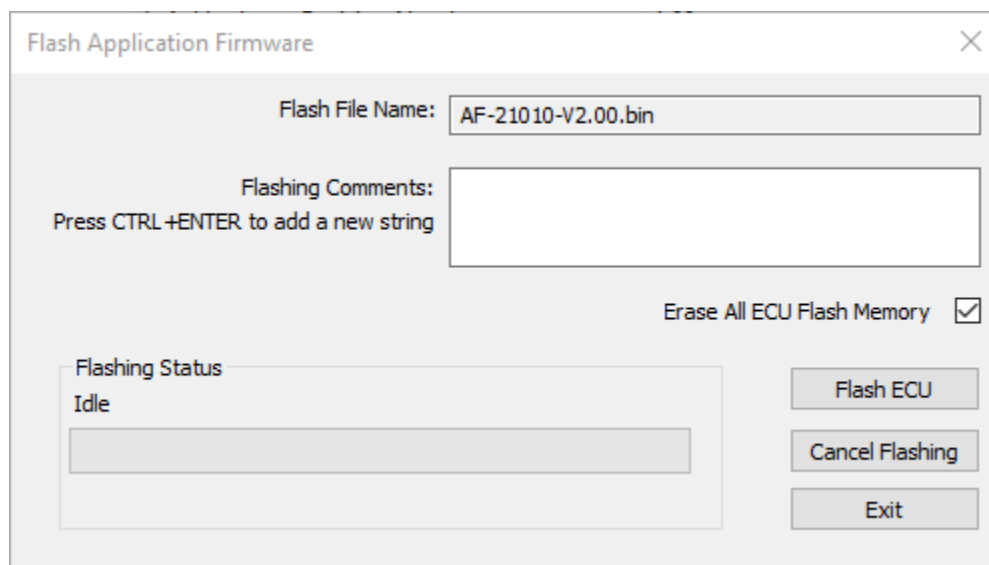 Flash Application Firmware
Flash File Name: AF-21010-V2.00.bin
Flashing Comments:
Press CTRL+ENTER to add a new string
Erase All ECU Flash Memory
Flashing Status
Idle
Flash ECU
Cancel Flashing
Exit